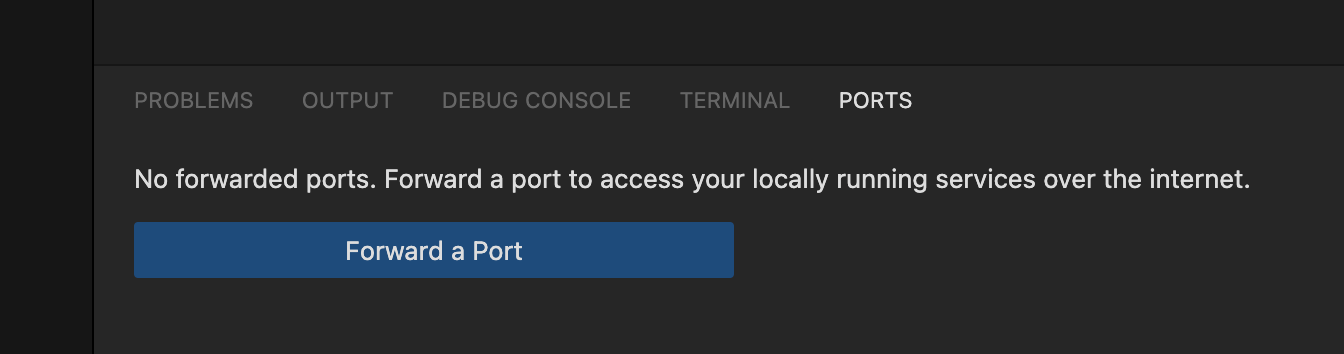 PROBLEMS OUTPUT DEBUG CONSOLE TERMINAL PORTS
No forwarded ports. Forward a port to access your locally running services over the internet.
Forward a Port